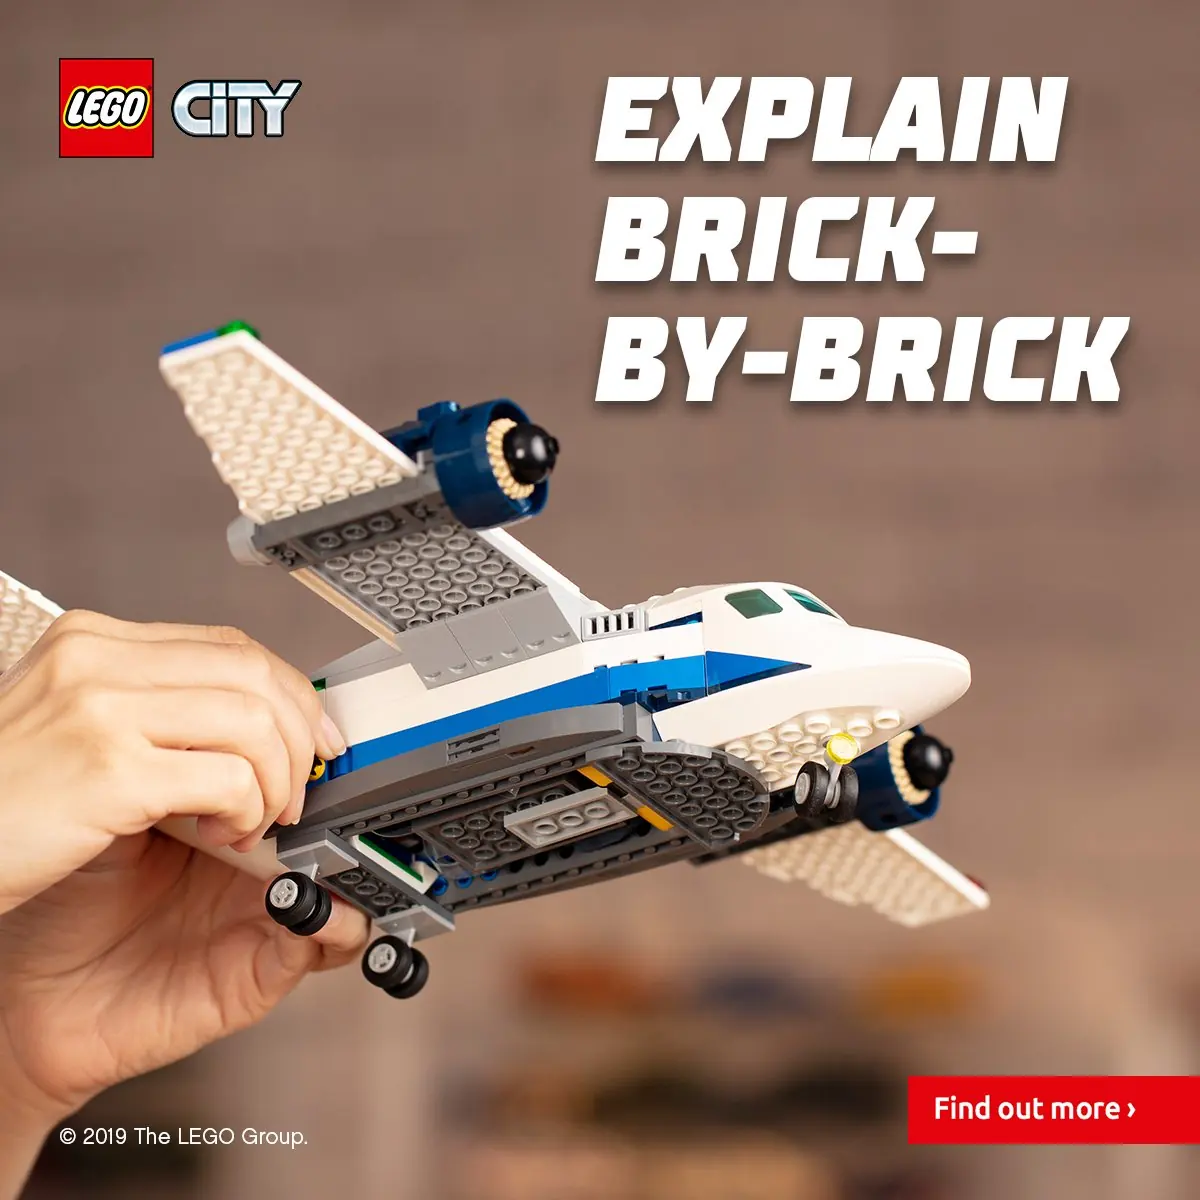 LEGO CITY
EXPLAIN
BRICK-
BY-BRICK
Find out more ›
© 2019 The LEGO Group.